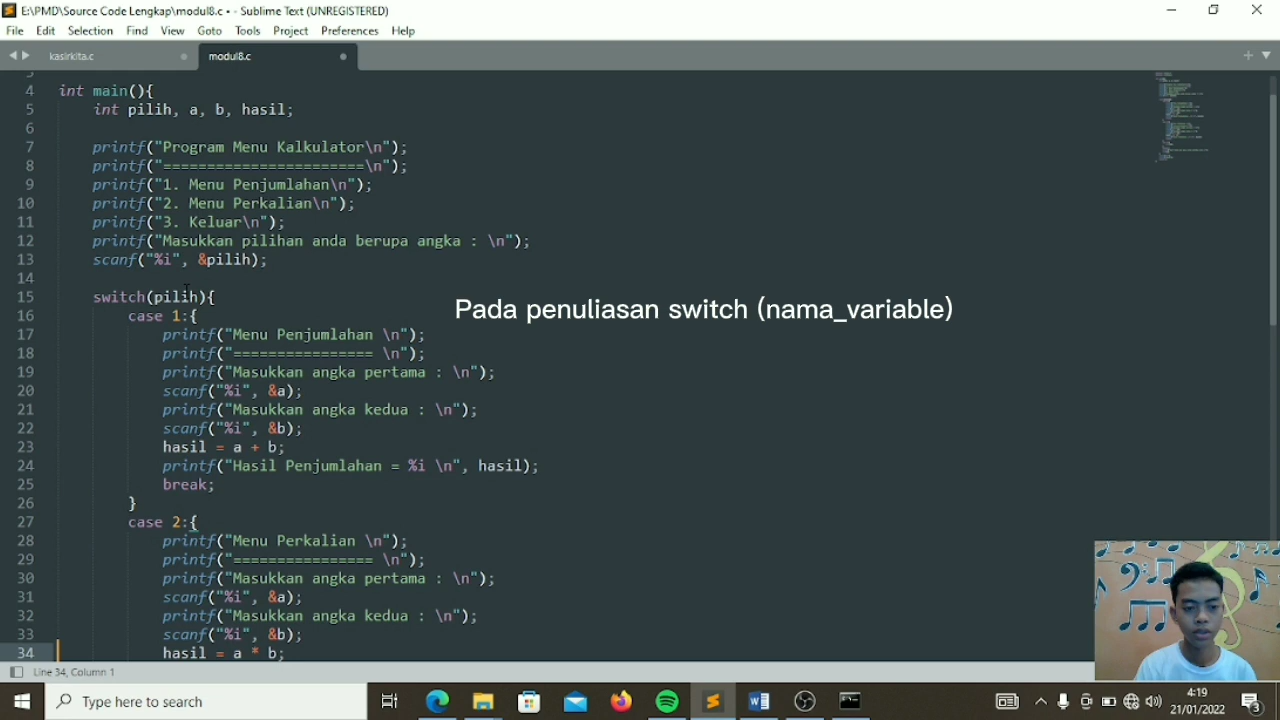 E:\PMD\Source Code Lengkap\modul8.c • - Sublime Text (UNREGISTERED)
File Edit Selection Find View Goto Tools Project Preferences Help
kasirkita.c modul8.c
4 int main(){
5 int pilih, a, b, hasil;
6
7 printf("Program Menu Kalkulator\n");
8 printf("=======================\n");
9 printf("1. Menu Penjumlahan\n");
10 printf("2. Menu Perkalian\n");
11 printf("3. Keluar\n");
12 printf("Masukkan pilihan anda berupa angka : \n");
13 scanf("%i", &pilih);
14
15 switch(pilih){
Pada penuliasan switch (nama_variable)
16 case 1:{
17 printf("Menu Penjumlahan \n");
18 printf("================ \n");
19 printf("Masukkan angka pertama : \n");
20 scanf("%i", &a);
21 printf("Masukkan angka kedua : \n");
22 scanf("%i", &b);
23 hasil = a + b;
24 printf("Hasil Penjumlahan = %i \n", hasil);
25 break;
26 }
27 case 2:{
28 printf("Menu Perkalian \n");
29 printf("================ \n");
30 printf("Masukkan angka pertama : \n");
31 scanf("%i", &a);
32 printf("Masukkan angka kedua : \n");
33 scanf("%i", &b);
34 hasil = a * b;
Line 34, Column 1
Type here to search
4:19
21/01/2022
3